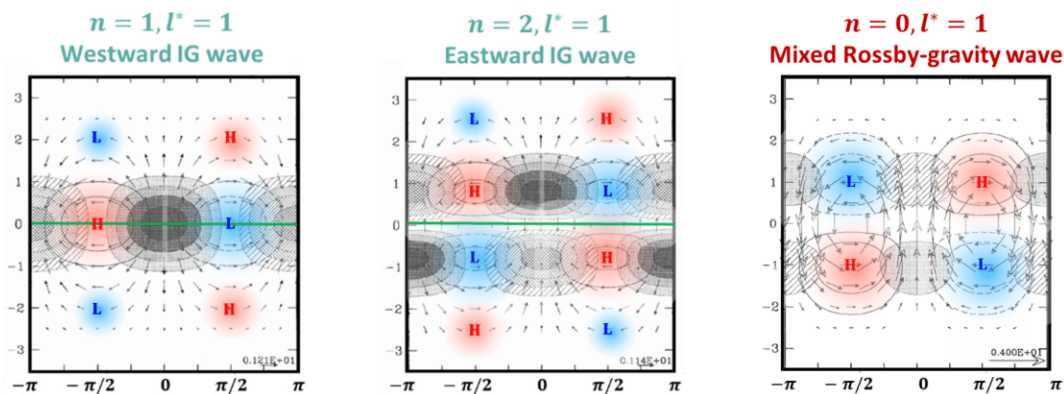 n = 1, l* = 1
Westward IG wave
3
2
1
0
-1
-2
-3
L
H
H
L
L
H
0.121E+01
−π
− π/2
0
π/2
π
n = 2, l* = 1
Eastward IG wave
3
2
1
0
-1
-2
-3
L
H
H
L
L
H
H
L
0.114E+01
−π
− π/2
0
π/2
π
n = 0, l* = 1
Mixed Rossby-gravity wave
3
2
1
0
-1
-2
-3
L
H
H
L
0.400E+01
−π
− π/2
0
π/2
π